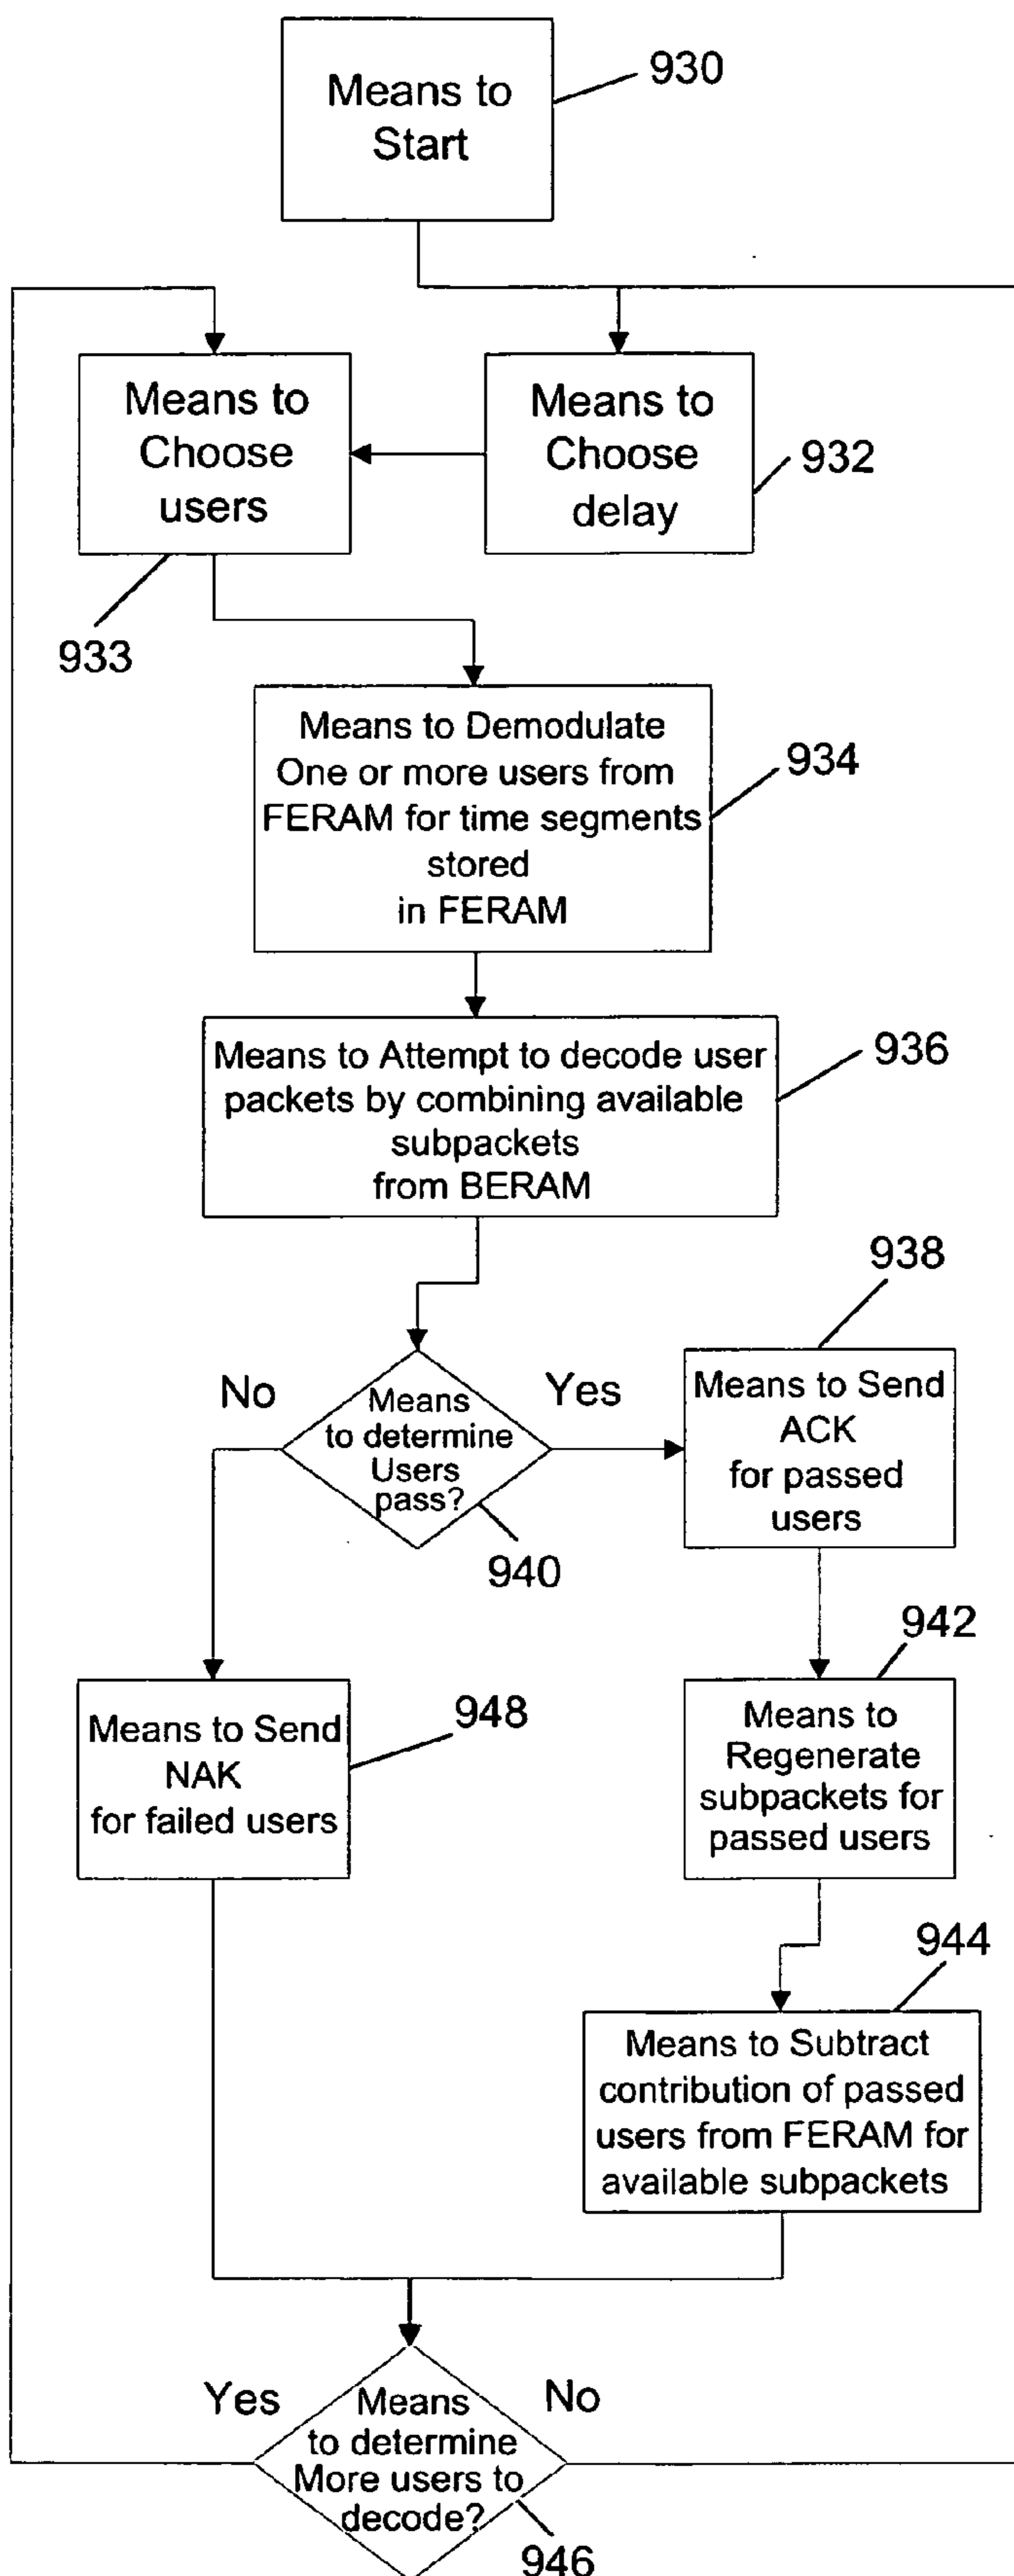 Means to
Start
930
Means to
Choose
users
933
Means to
Choose
delay
932
Means to Demodulate
One or more users from
FERAM for time segments
stored
in FERAM
934
Means to Attempt to decode user
packets by combining available
subpackets
from BERAM
936
No
Means
to determine
Users
pass?
Yes
940
Means to Send
ACK
for passed
users
938
Means to Send
NAK
for failed users
948
Means to
Regenerate
subpackets for
passed users
942
Means to Subtract
contribution of passed
users from FERAM for
available subpackets
944
Yes
Means
to determine
More users to
decode?
No
946